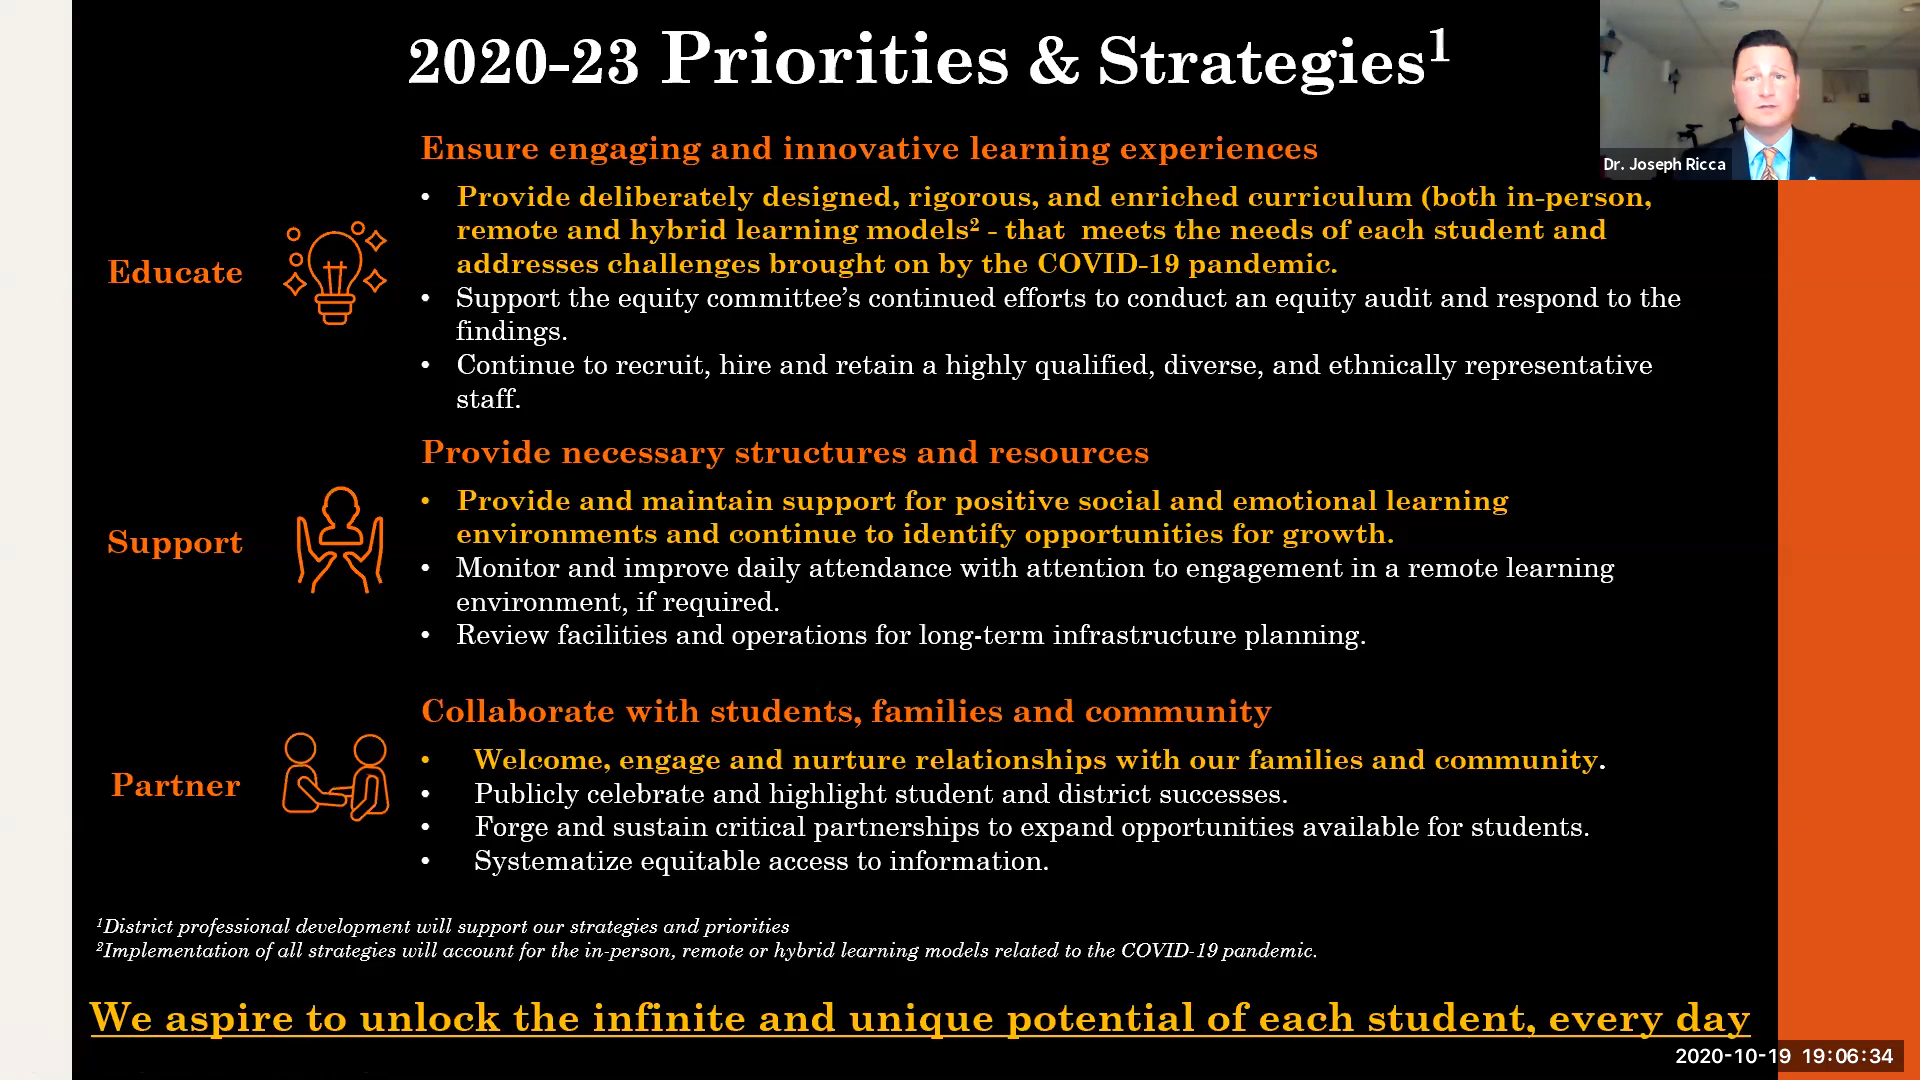 2020-23 Priorities & Strategies¹
Dr. Joseph Ricca
Educate
Ensure engaging and innovative learning experiences
• Provide deliberately designed, rigorous, and enriched curriculum (both in-person,
remote and hybrid learning models² - that meets the needs of each student and
addresses challenges brought on by the COVID-19 pandemic.
• Support the equity committee’s continued efforts to conduct an equity audit and respond to the
findings.
• Continue to recruit, hire and retain a highly qualified, diverse, and ethnically representative
staff.
Support
Provide necessary structures and resources
• Provide and maintain support for positive social and emotional learning
environments and continue to identify opportunities for growth.
• Monitor and improve daily attendance with attention to engagement in a remote learning
environment, if required.
• Review facilities and operations for long-term infrastructure planning.
Partner
Collaborate with students, families and community
• Welcome, engage and nurture relationships with our families and community.
• Publicly celebrate and highlight student and district successes.
• Forge and sustain critical partnerships to expand opportunities available for students.
• Systematize equitable access to information.
¹District professional development will support our strategies and priorities
²Implementation of all strategies will account for the in-person, remote or hybrid learning models related to the COVID-19 pandemic.
We aspire to unlock the infinite and unique potential of each student, every day
2020-10-19 19:06:34